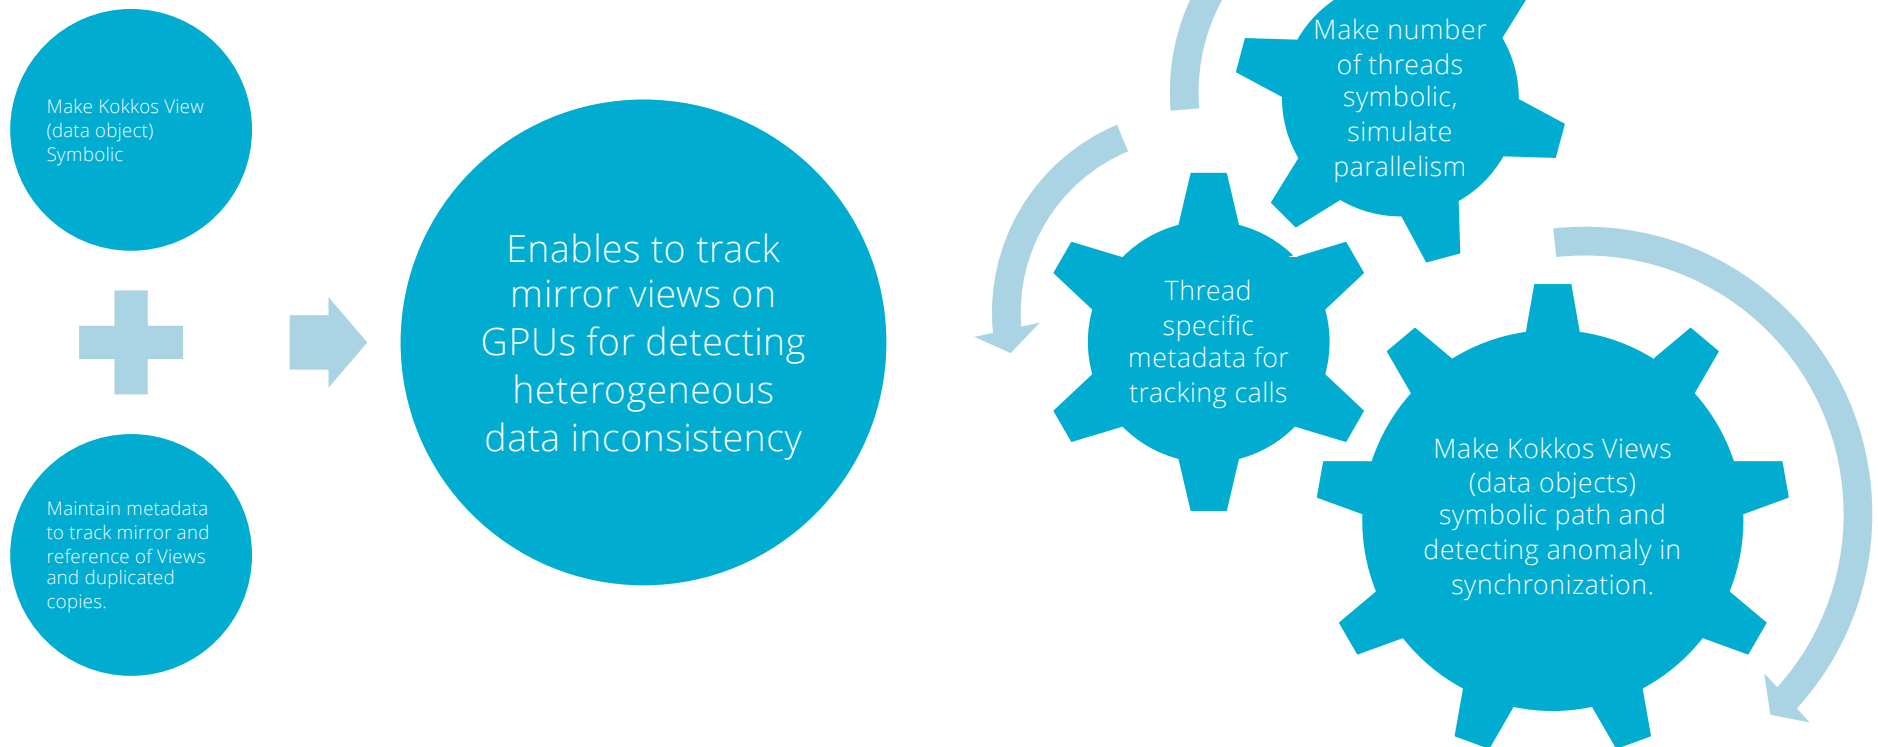 Make Kokkos View
(data object)
Symbolic
Maintain metadata
to track mirror and
reference of Views
and duplicated
copies.
Enables to track
mirror views on
GPUs for detecting
heterogeneous
data inconsistency
Make number
of threads
symbolic,
simulate
parallelism
Thread
specific
metadata for
tracking calls
Make Kokkos Views
(data objects)
symbolic path and
detecting anomaly in
synchronization.